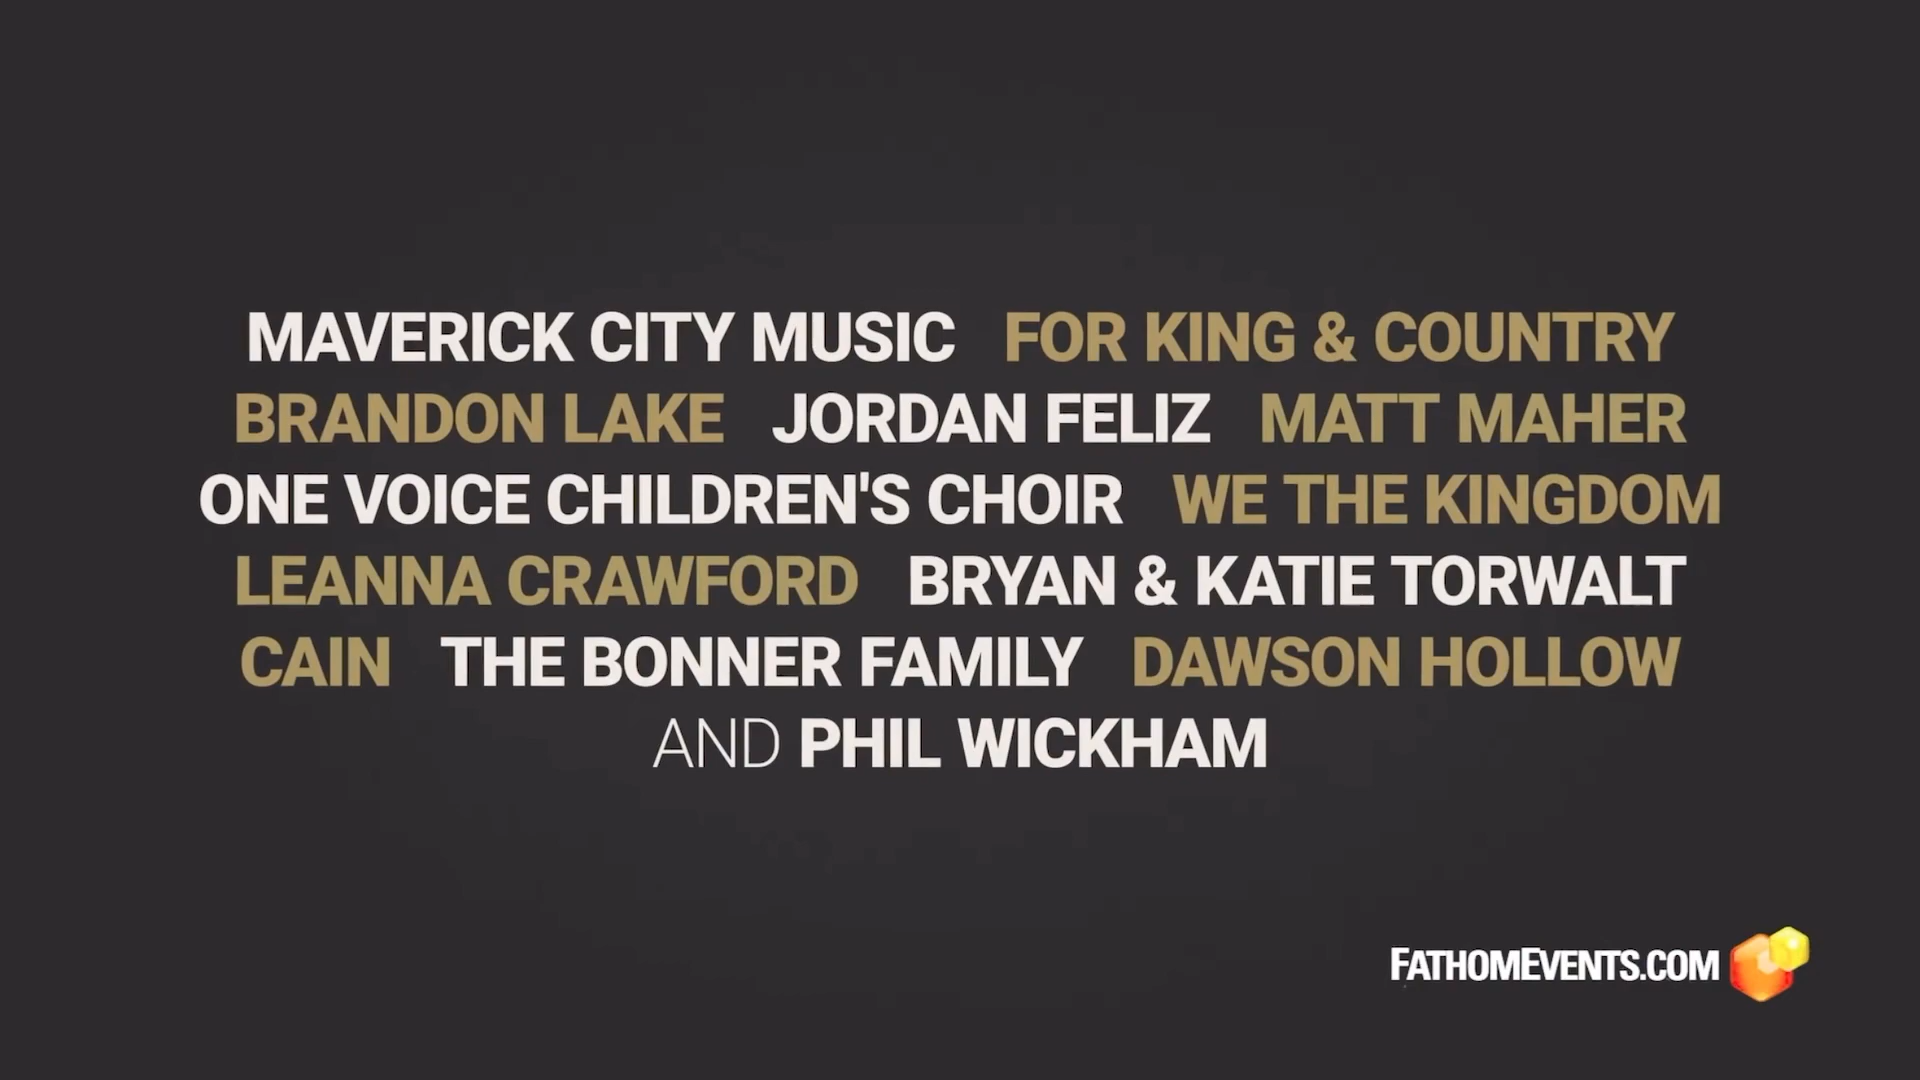 MAVERICK CITY MUSIC FOR KING & COUNTRY
BRANDON LAKE JORDAN FELIZ MATT MAHER
ONE VOICE CHILDREN'S CHOIR WE THE KINGDOM
LEANNA CRAWFORD BRYAN & KATIE TORWALT
CAIN THE BONNER FAMILY DAWSON HOLLOW
AND PHIL WICKHAM
FATHOMEVENTS.COM